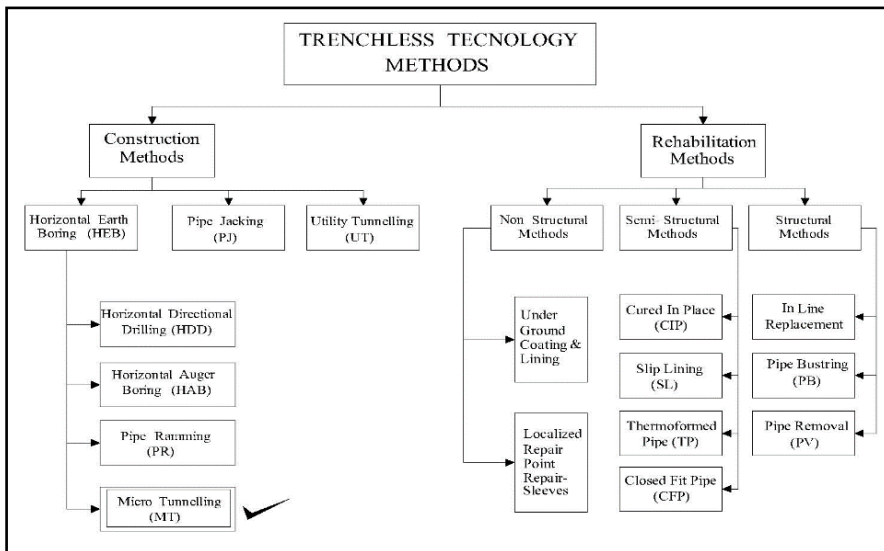 TRENCHLESS TECNOLOGY
METHODS
Construction
Methods
Rehabilitation
Methods
Horizontal Earth
Boring (HEB)
Pipe Jacking
(PJ)
Utility Tunnelling
(UT)
Non Structural
Methods
Semi-Structural
Methods
Structural
Methods
Horizontal Directional
Drilling (HDD)
Horizontal Auger
Boring (HAB)
Pipe Ramming
(PR)
Micro Tunnelling
(MT)
Under
Ground
Coating &
Lining
Localized
Repair
Point
Repair-
Sleeves
Cured In Place
(CIP)
Slip Lining
(SL)
Thermoformed
Pipe (TP)
Closed Fit Pipe
(CFP)
In Line
Replacement
Pipe Bustring
(PB)
Pipe Removal
(PV)